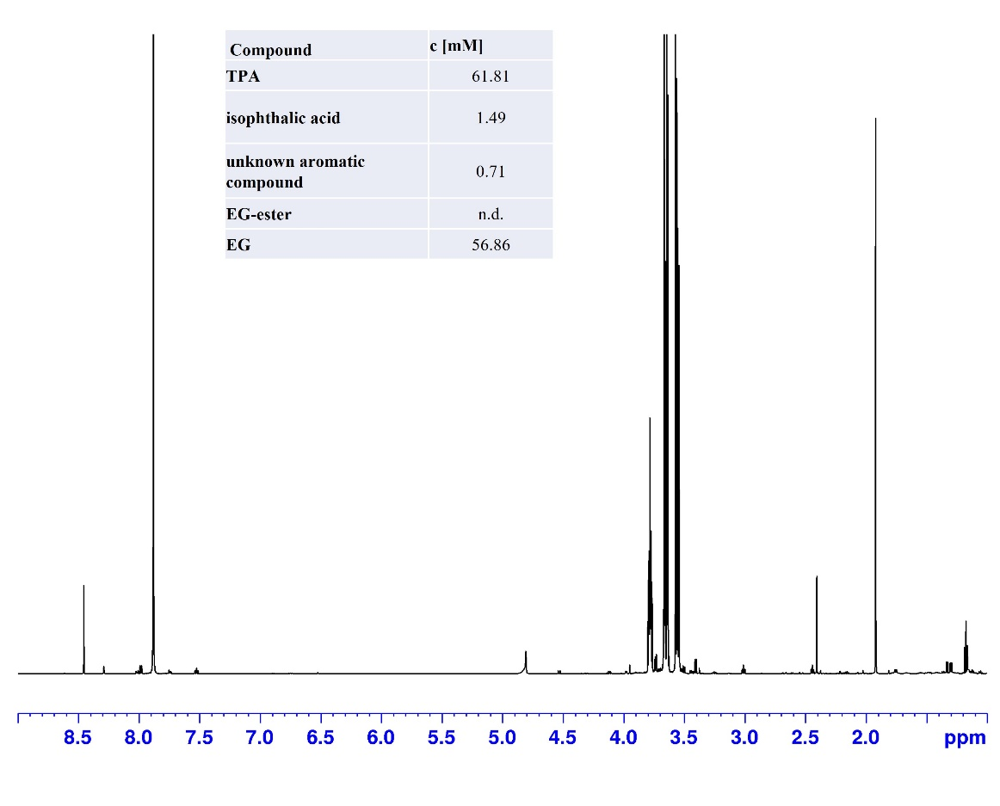 Compound c [mM]
TPA 61.81
isophthalic acid 1.49
unknown aromatic
compound 0.71
EG-ester n.d.
EG 56.86
8.5 8.0 7.5 7.0 6.5 6.0 5.5 5.0 4.5 4.0 3.5 3.0 2.5 2.0 ppm